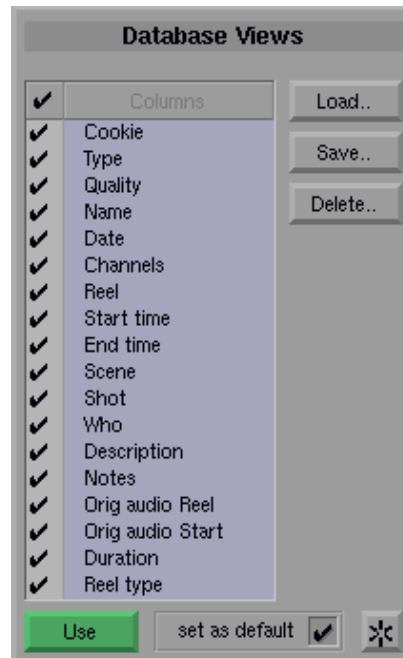 Database Views
Columns
Load..
Cookie
Type
Save..
Quality
Name
Delete..
Date
Channels
Reel
Start time
End time
Scene
Shot
Who
Description
Notes
Orig audio Reel
Orig audio Start
Duration
Reel type
Use
set as default